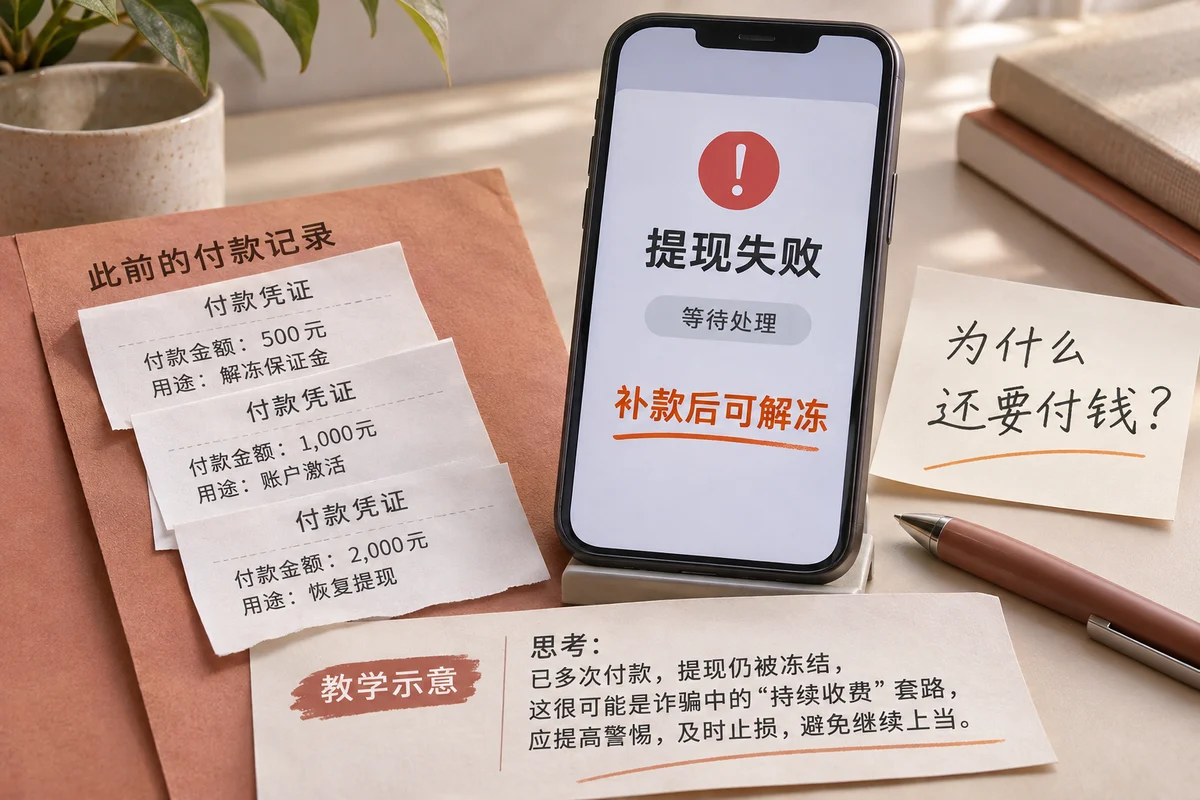 此前的付款记录
付款凭证
付款金额：500元
用途：解冻保证金
付款凭证
付款金额：1,000元
用途：账户激活
付款凭证
付款金额：2,000元
用途：恢复提现
提现失败
等待处理
补款后可解冻
为什么
还要付钱？
教学示意
思考：
已多次付款，提现仍被冻结，
这很可能是诈骗中的“持续收费”套路，
应提高警惕，及时止损，避免继续上当。